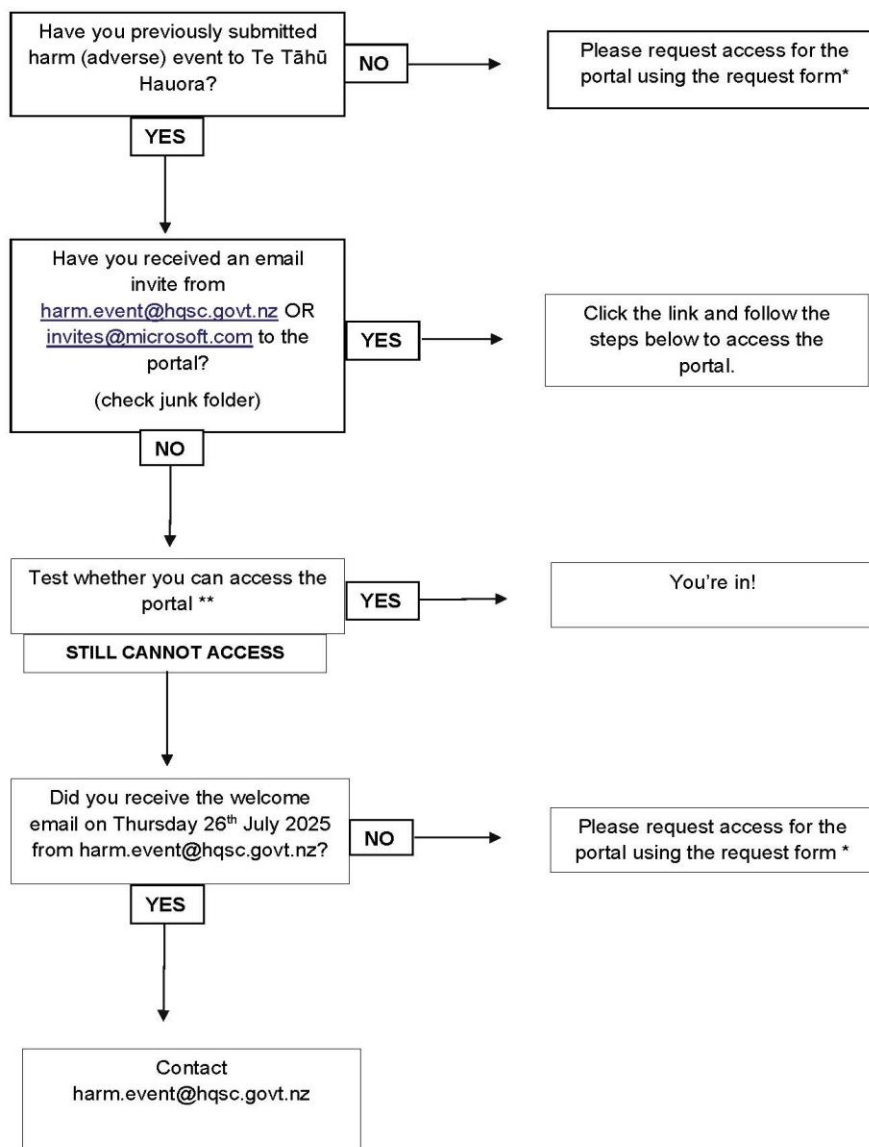 Have you previously submitted
harm (adverse) event to Te Tāhū
Hauora?
NO
Please request access for the
portal using the request form*
YES
Have you received an email
invite from
harm.event@hqsc.govt.nz OR
invites@microsoft.com to the
portal?
(check junk folder)
YES
Click the link and follow the
steps below to access the
portal.
NO
Test whether you can access the
portal **
YES
You’re in!
STILL CANNOT ACCESS
Did you receive the welcome
email on Thursday 26th July 2025
from harm.event@hqsc.govt.nz?
NO
Please request access for the
portal using the request form *
YES
Contact
harm.event@hqsc.govt.nz